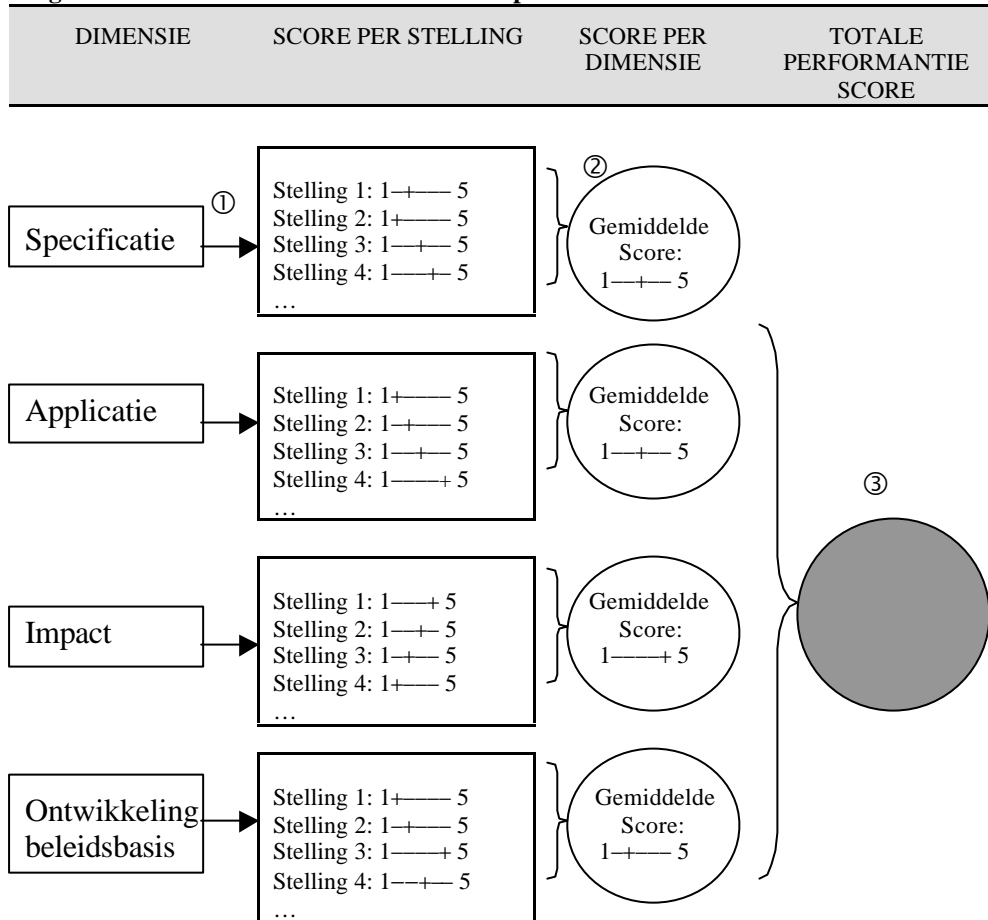 DIMENSIE
SCORE PER STELLING
SCORE PER
DIMENSIE
TOTALE
PERFORMANTIE
SCORE
Specificatie
①
Stelling 1: 1–+–– 5
Stelling 2: 1+––– 5
Stelling 3: 1––+– 5
Stelling 4: 1–––+– 5
…
②
Gemiddelde
Score:
1––+–– 5
Applicatie
Stelling 1: 1+––– 5
Stelling 2: 1–+––– 5
Stelling 3: 1––+–– 5
Stelling 4: 1––––+ 5
…
Gemiddelde
Score:
1––+–– 5
③
Impact
Stelling 1: 1–––+ 5
Stelling 2: 1––+– 5
Stelling 3: 1–+–– 5
Stelling 4: 1+––– 5
…
Gemiddelde
Score:
1––––+ 5
Ontwikkeling
beleidsbasis
Stelling 1: 1+–––– 5
Stelling 2: 1–+––– 5
Stelling 3: 1––––+ 5
Stelling 4: 1––+–– 5
…
Gemiddelde
Score:
1–+––– 5